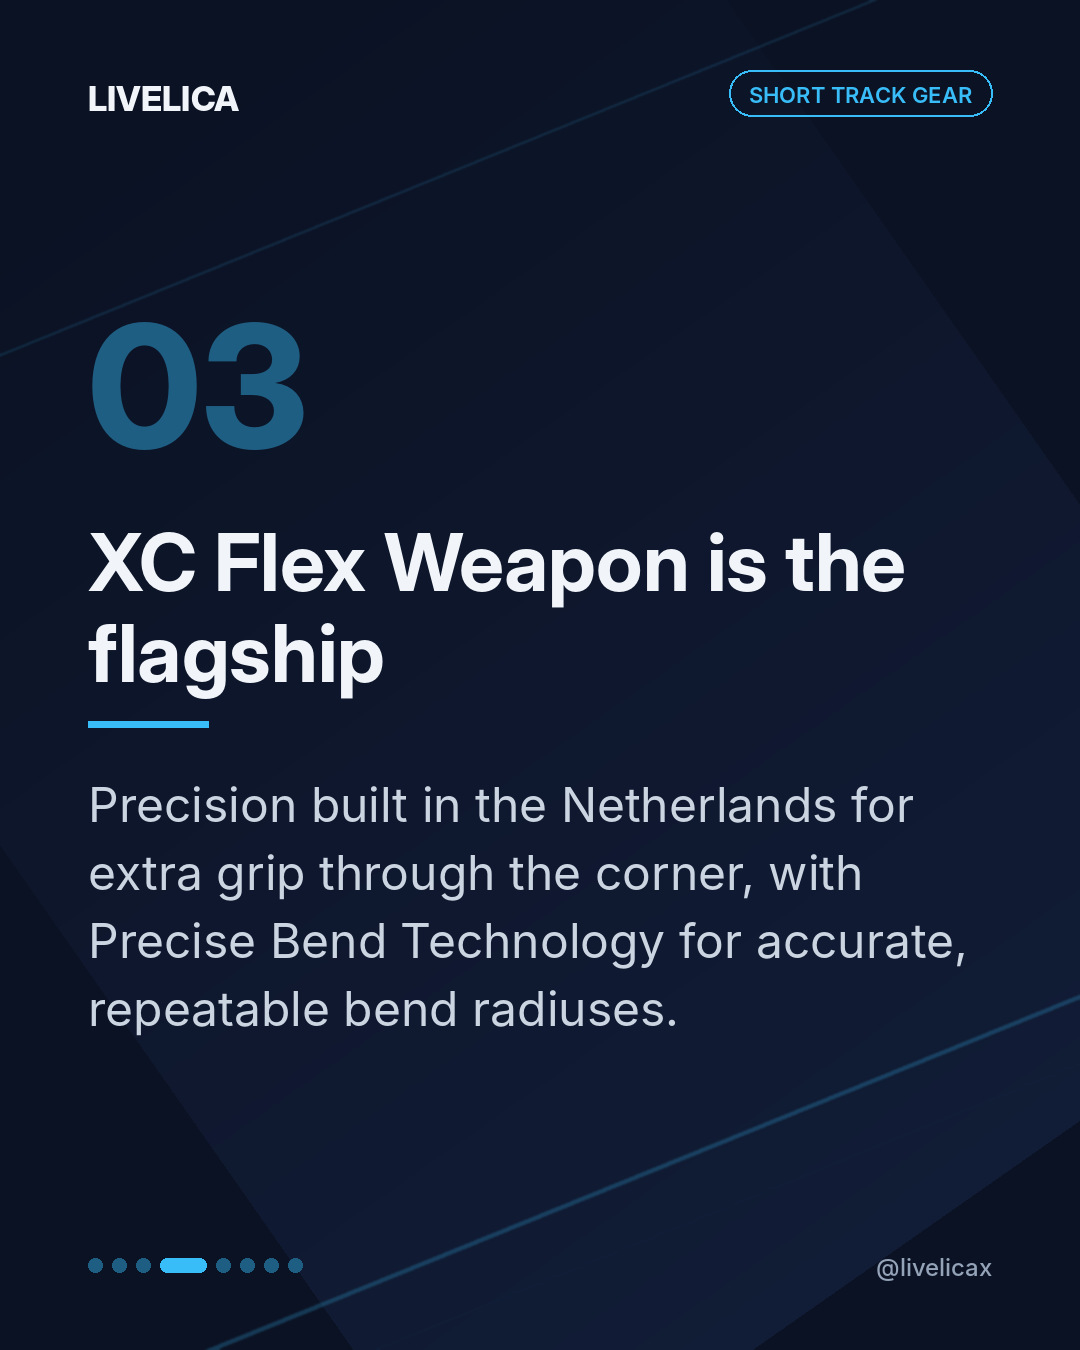 LIVELICA
SHORT TRACK GEAR
03
XC Flex Weapon is the
flagship
Precision built in the Netherlands for
extra grip through the corner, with
Precise Bend Technology for accurate,
repeatable bend radiuses.
@livelicax